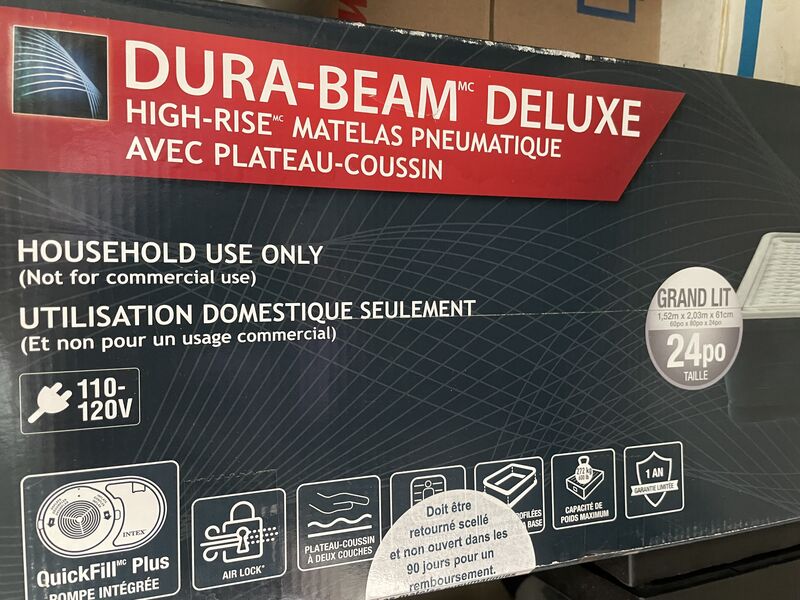 DURA-BEAM MC DELUXE
HIGH-RISE MC MATELAS PNEUMATIQUE
AVEC PLATEAU-COUSSIN
HOUSEHOLD USE ONLY
(Not for commercial use)
UTILISATION DOMESTIQUE SEULEMENT
(Et non pour un usage commercial)
GRAND LIT
1,52m x 2,03m x 61cm
60po x 80po x 24po
24po
TAILLE
110-
120V
INTEX
QuickFill MC Plus
POMPE INTÉGRÉE
AIR LOCK*
PLATEAU-COUSSIN
À DEUX COUCHES
BASE
272 kg
600 lb
CAPACITÉ DE
POIDS MAXIMUM
1 AN
GARANTIE LIMITÉE
Doit être
retourné scellé
et non ouvert dans les
90 jours pour un
remboursement.